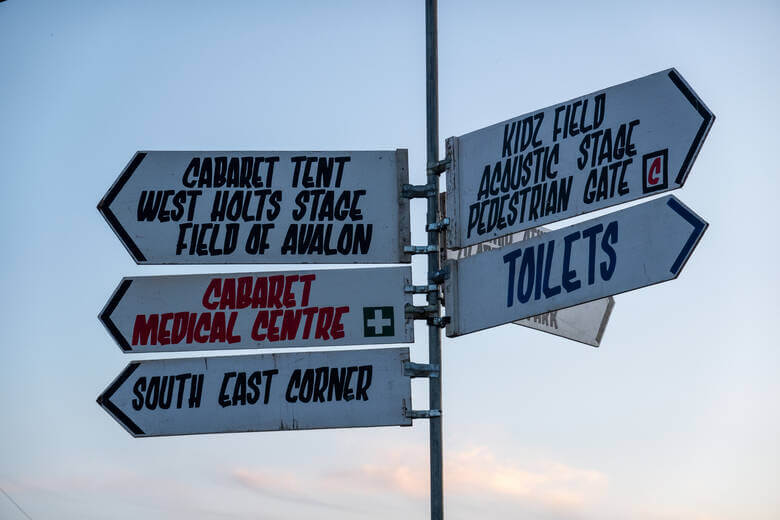 CABARET TENT
WEST HOLTS STAGE
FIELD OF AVALON
CABARET
MEDICAL CENTRE
SOUTH EAST CORNER
KIDZ FIELD
ACOUSTIC STAGE
PEDESTRIAN GATE C
TOILETS